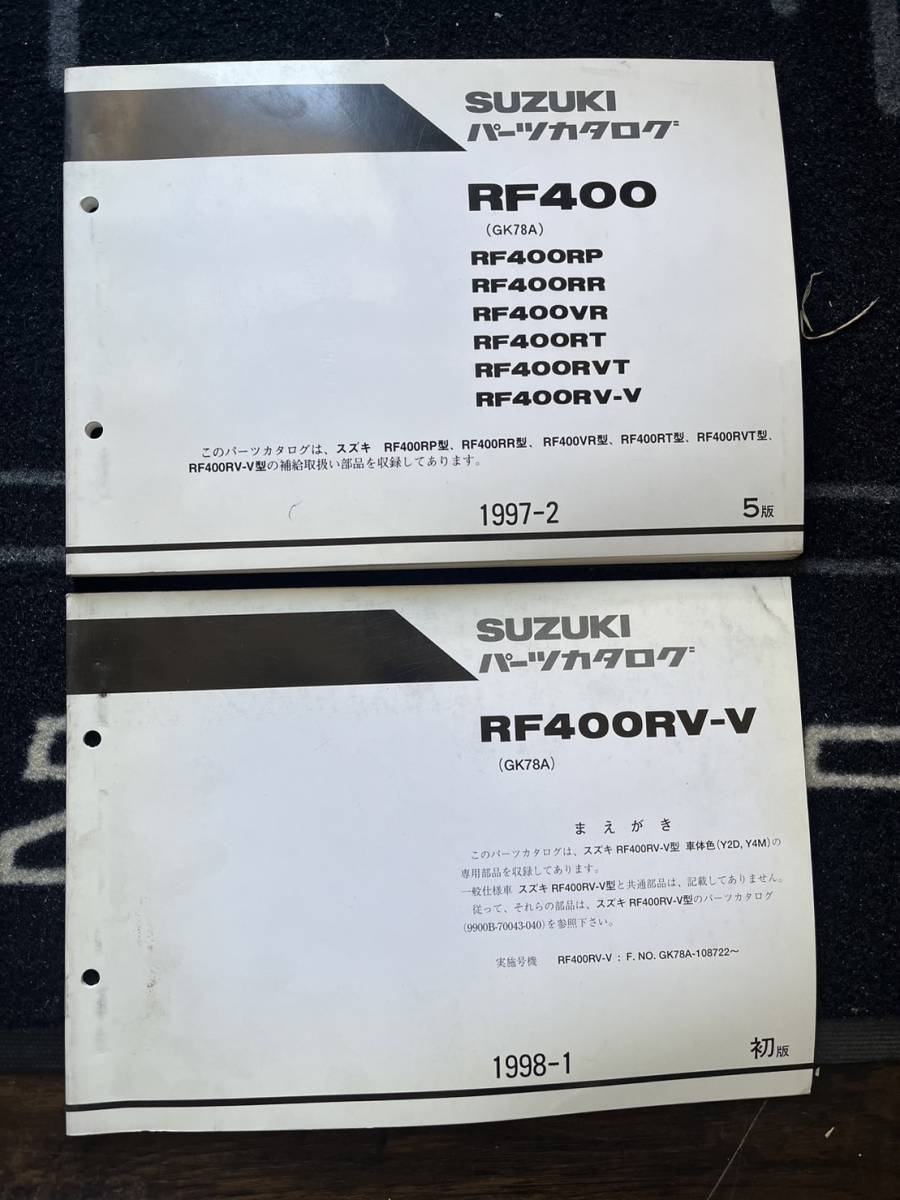 SUZUKI
パーツカタログ
RF400
(GK78A)
RF400RP
RF400RR
RF400VR
RF400RT
RF400RVT
RF400RV-V
このパーツカタログは、スズキ RF400RP型、RF400RR型、RF400VR型、RF400RT型、RF400RVT型、
RF400RV-V型の補給取扱い部品を収録してあります。
1997-2
5版
SUZUKI
パーツカタログ
RF400RV-V
(GK78A)
まえがき
このパーツカタログは、スズキ RF400RV-V型 車体色(Y2D, Y4M)の
専用部品を収録してあります。
一般仕様車 スズキ RF400RV-V型と共通部品は、記載してありません。
従って、それらの部品は、スズキ RF400RV-V型のパーツカタログ
(9900B-70043-040)を参照下さい。
実施号機 RF400RV-V : F. NO. GK78A-108722～
1998-1
初版